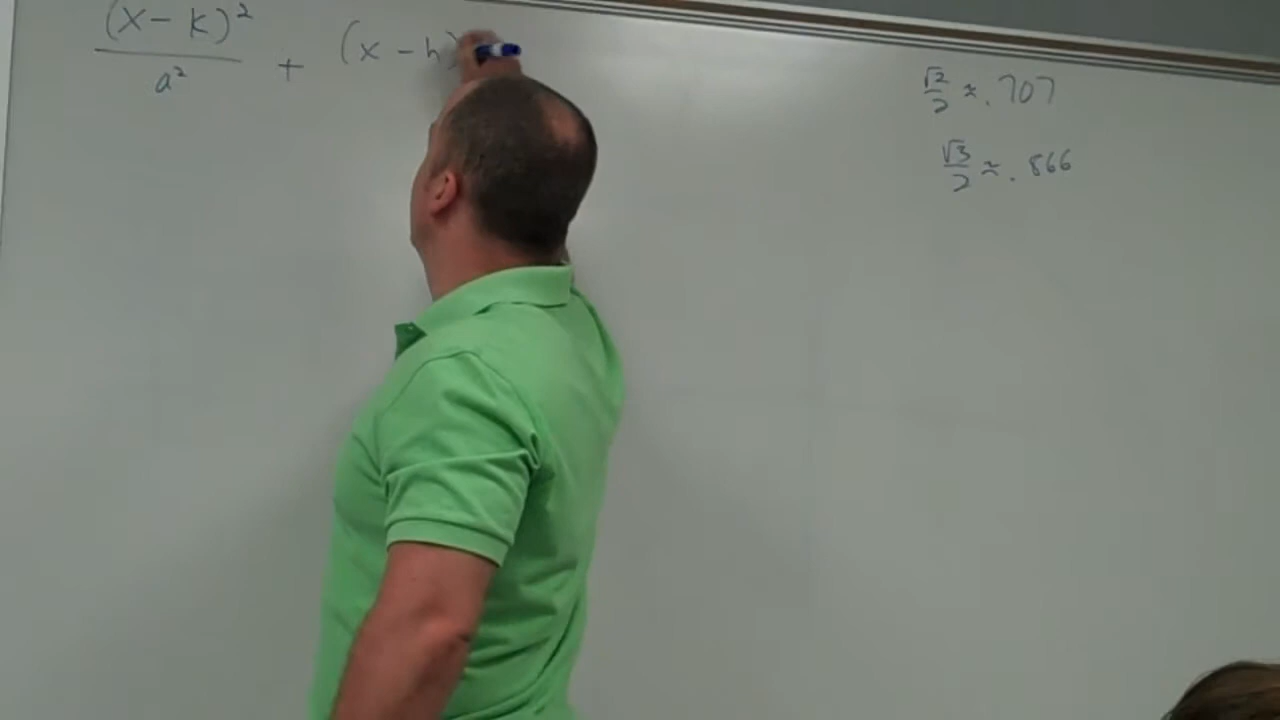 (x - k)² / a² + (x - h)
√2/2 ≈ .707
√3/2 ≈ .866